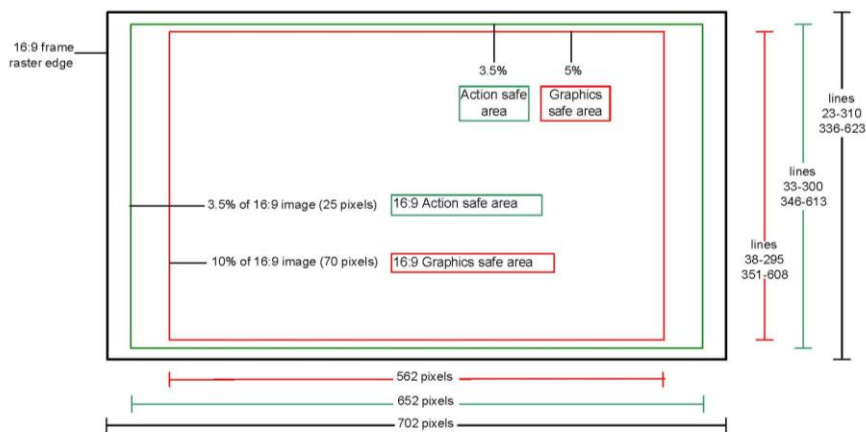 16:9 frame
raster edge
3.5%
5%
Action safe
area
Graphics
safe area
lines
23-310
336-623
lines
33-300
346-613
3.5% of 16:9 image (25 pixels)
16:9 Action safe area
10% of 16:9 image (70 pixels)
16:9 Graphics safe area
lines
38-295
351-608
562 pixels
652 pixels
702 pixels